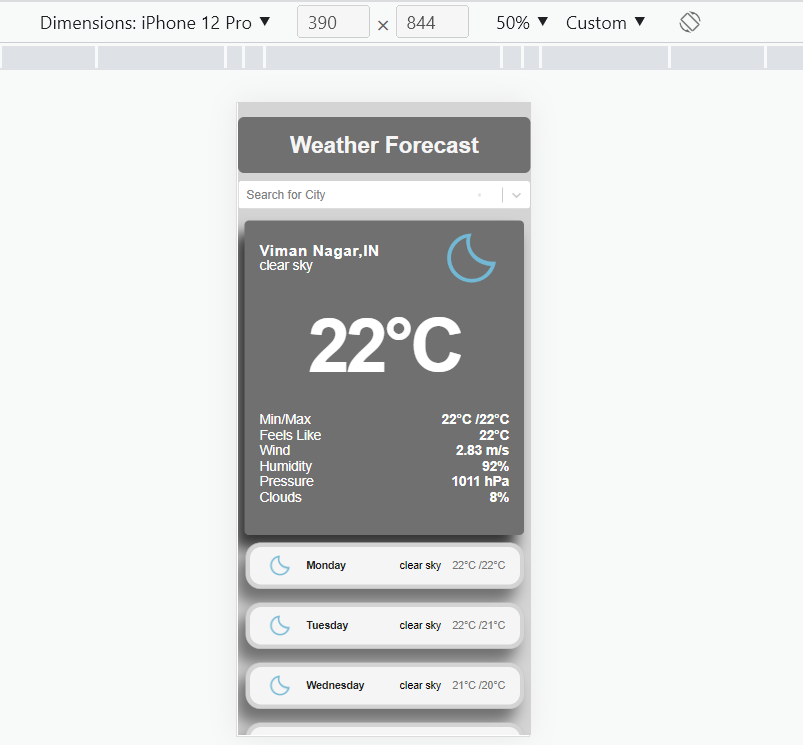 Dimensions: iPhone 12 Pro ▼ 390 × 844 50% ▼ Custom ▼
Weather Forecast
Search for City
Viman Nagar,IN
clear sky
22°C
Min/Max 22°C /22°C
Feels Like 22°C
Wind 2.83 m/s
Humidity 92%
Pressure 1011 hPa
Clouds 8%
Monday clear sky 22°C /22°C
Tuesday clear sky 22°C /21°C
Wednesday clear sky 21°C /20°C